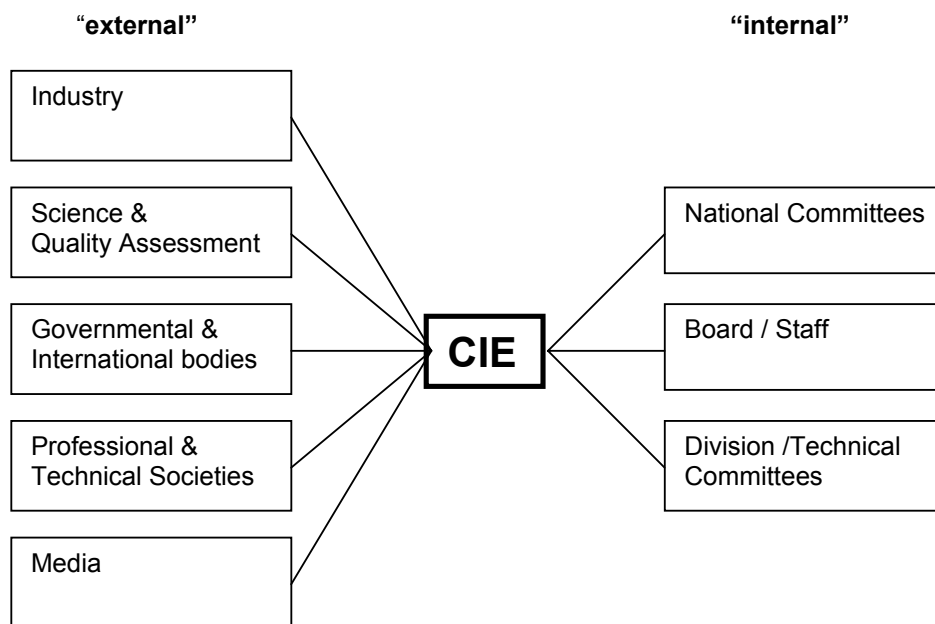 “external”
“internal”
Industry
Science &
Quality Assessment
Governmental &
International bodies
Professional &
Technical Societies
Media
CIE
National Committees
Board / Staff
Division /Technical
Committees